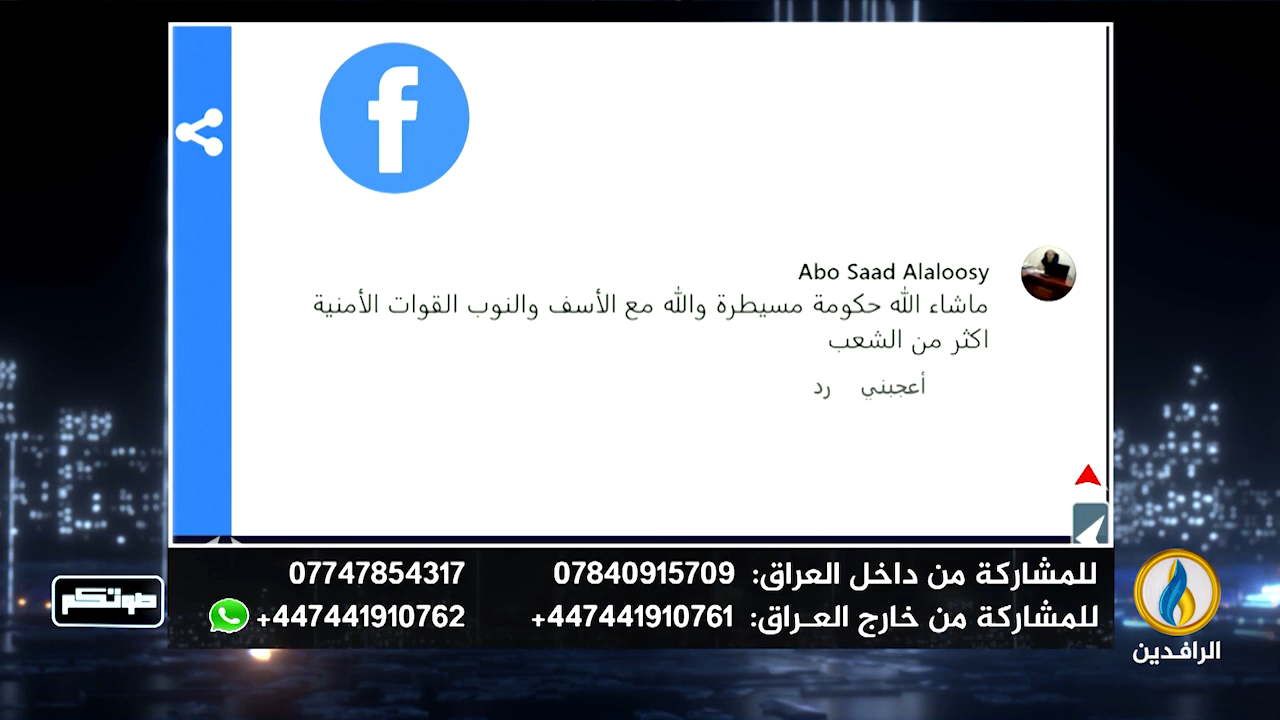 Abo Saad Alaloosy
ماشاء الله حكومة مسيطرة والله مع الأسف والنوب القوات الأمنية
اكثر من الشعب
أعجبني رد
للمشاركة من داخل العراق: 07840915709 07747854317
للمشاركة من خارج العـراق: 447441910761+ 447441910762+
صوتكم
الرافدين